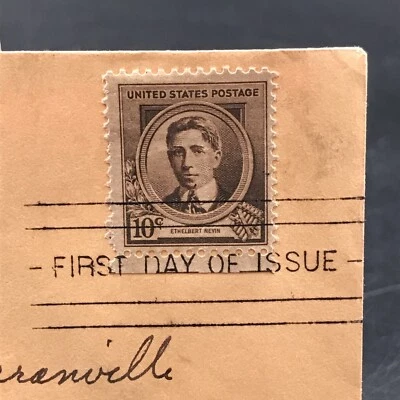 UNITED STATES POSTAGE
10¢
ETHELBERT NEVIN
- FIRST DAY OF ISSUE -